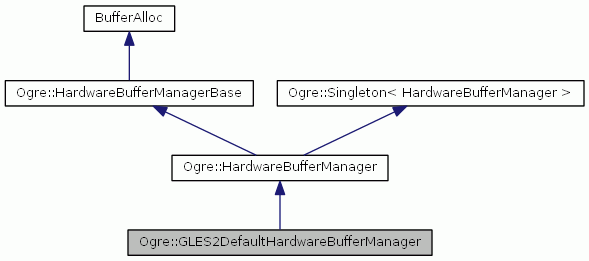 BufferAlloc
Ogre::HardwareBufferManagerBase
Ogre::Singleton< HardwareBufferManager >
Ogre::HardwareBufferManager
Ogre::GLES2DefaultHardwareBufferManager